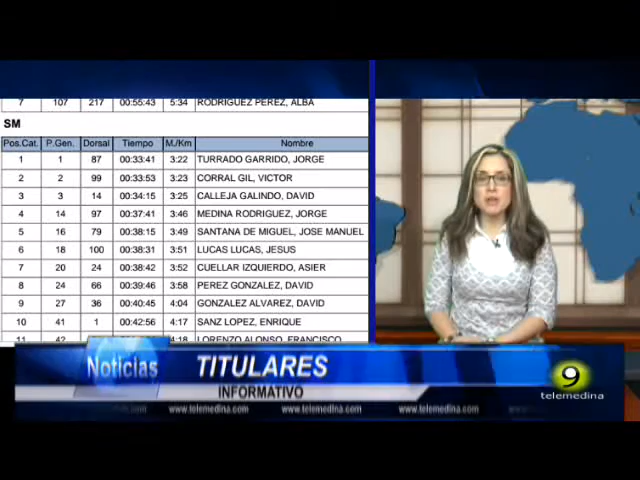 7 107 217 00:55:43 5:34 RODRIGUEZ PEREZ, ALBA
SM
Pos.Cat. P.Gen. Dorsal Tiempo M./Km Nombre
1 1 87 00:33:41 3:22 TURRADO GARRIDO, JORGE
2 2 99 00:33:53 3:23 CORRAL GIL, VICTOR
3 3 14 00:34:15 3:25 CALLEJA GALINDO, DAVID
4 14 97 00:37:41 3:46 MEDINA RODRIGUEZ, JORGE
5 16 79 00:38:15 3:49 SANTANA DE MIGUEL, JOSE MANUEL
6 18 100 00:38:31 3:51 LUCAS LUCAS, JESUS
7 20 24 00:38:42 3:52 CUELLAR IZQUIERDO, ASIER
8 24 66 00:39:46 3:58 PEREZ GONZALEZ, DAVID
9 27 36 00:40:45 4:04 GONZALEZ ALVAREZ, DAVID
10 41 1 00:42:56 4:17 SANZ LOPEZ, ENRIQUE
11 42 4:18 LORENZO ALONSO, FRANCISCO
Noticias TITULARES
INFORMATIVO
9
telemedina
www.telemedina.com www.telemedina.com www.telemedina.com